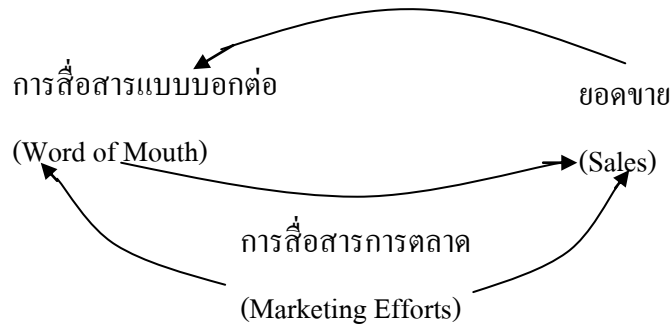 การสื่อสารแบบบอกต่อ
(Word of Mouth)
ยอดขาย
(Sales)
การสื่อสารการตลาด
(Marketing Efforts)